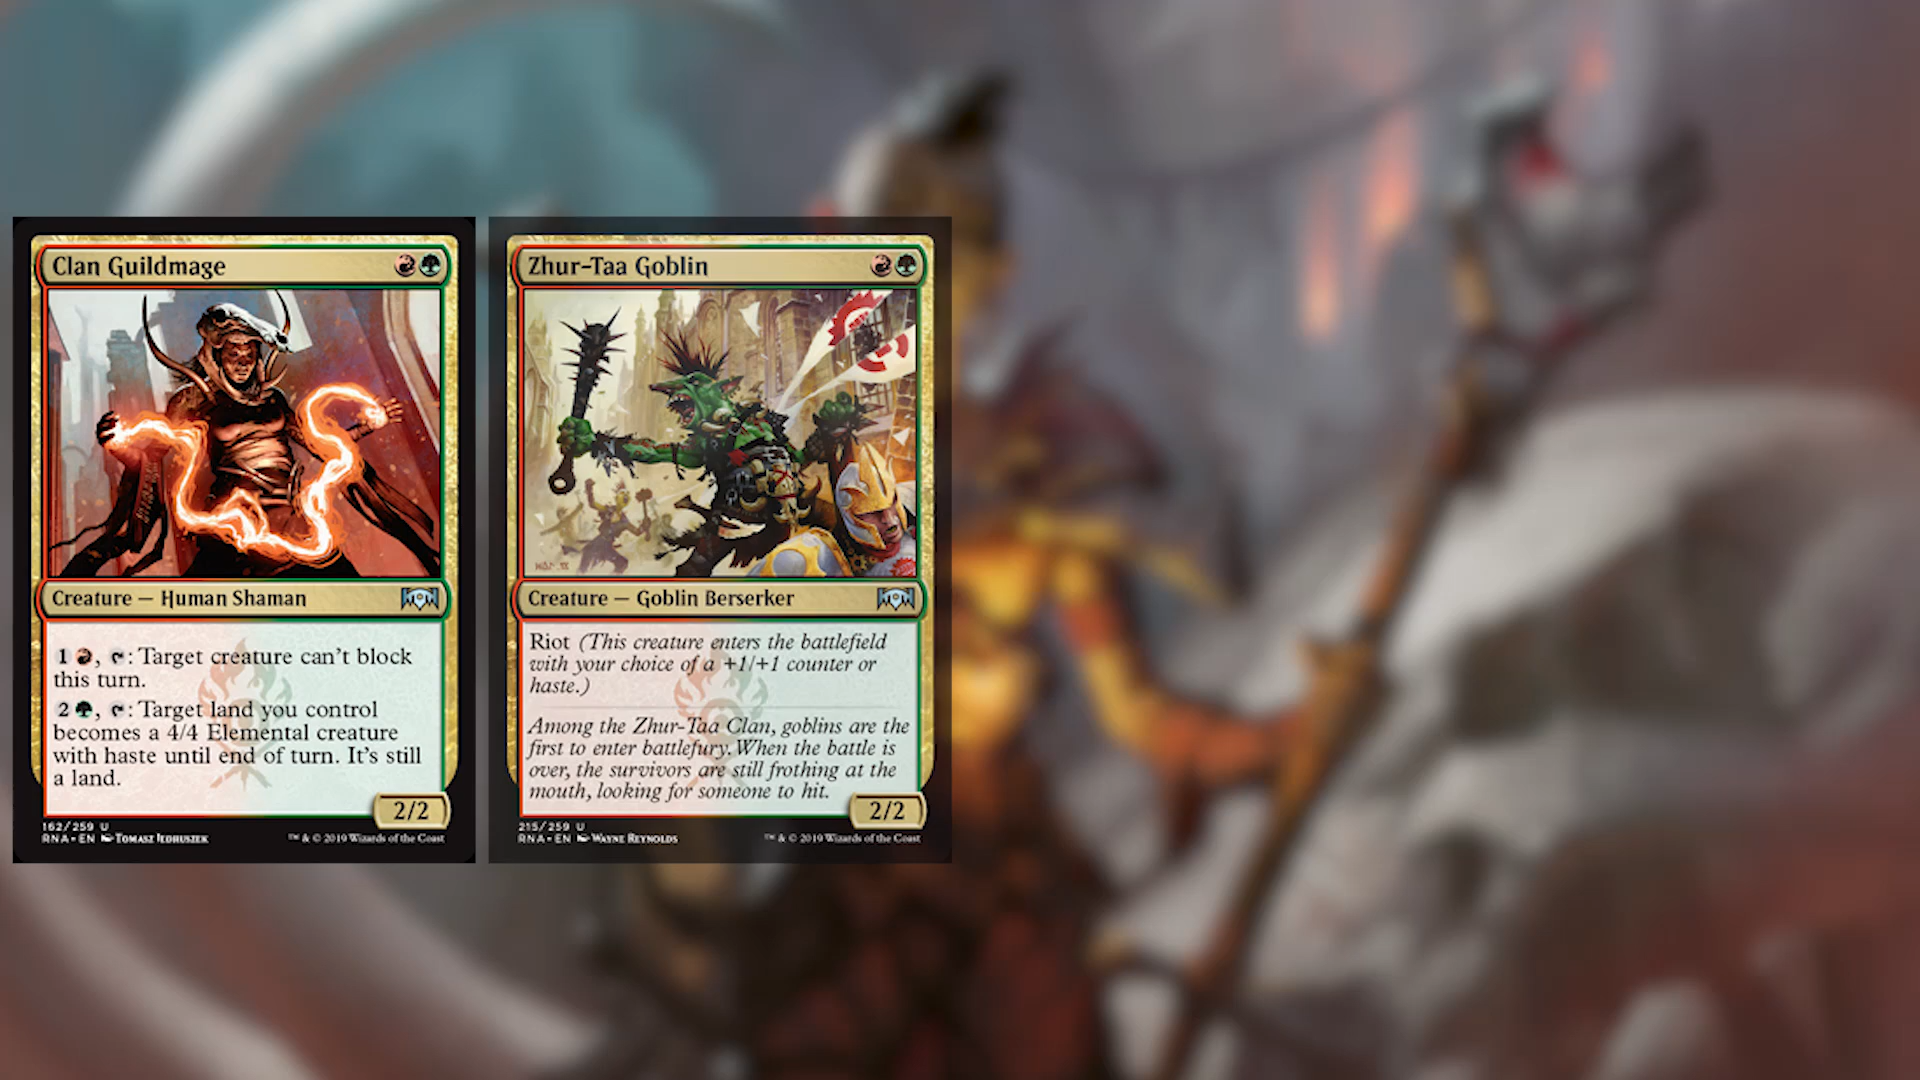 Clan Guildmage
Creature — Human Shaman
1 , : Target creature can't block
this turn.
2 , : Target land you control
becomes a 4/4 Elemental creature
with haste until end of turn. It's still
a land.
2/2
162/259 U
RNA • EN Tomasz Jedruszek
™ & © 2019 Wizards of the Coast
Zhur-Taa Goblin
Creature — Goblin Berserker
Riot (This creature enters the battlefield
with your choice of a +1/+1 counter or
haste.)
Among the Zhur-Taa Clan, goblins are the
first to enter battlefury. When the battle is
over, the survivors are still frothing at the
mouth, looking for someone to hit.
2/2
215/259 U
RNA • EN Wayne Reynolds
™ & © 2019 Wizards of the Coast